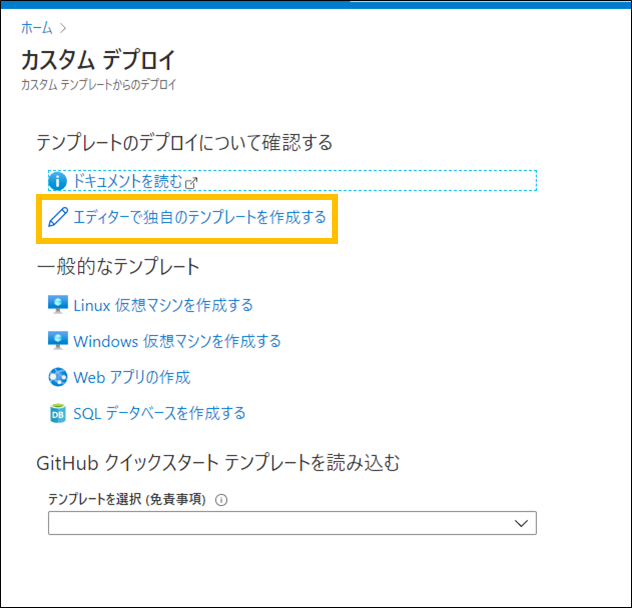 ホーム >
カスタム デプロイ
カスタム テンプレートからのデプロイ
テンプレートのデプロイについて確認する
ドキュメントを読む
エディターで独自のテンプレートを作成する
一般的なテンプレート
Linux 仮想マシンを作成する
Windows 仮想マシンを作成する
Web アプリの作成
DB SQL データベースを作成する
GitHub クイックスタート テンプレートを読み込む
テンプレートを選択 (免責事項)